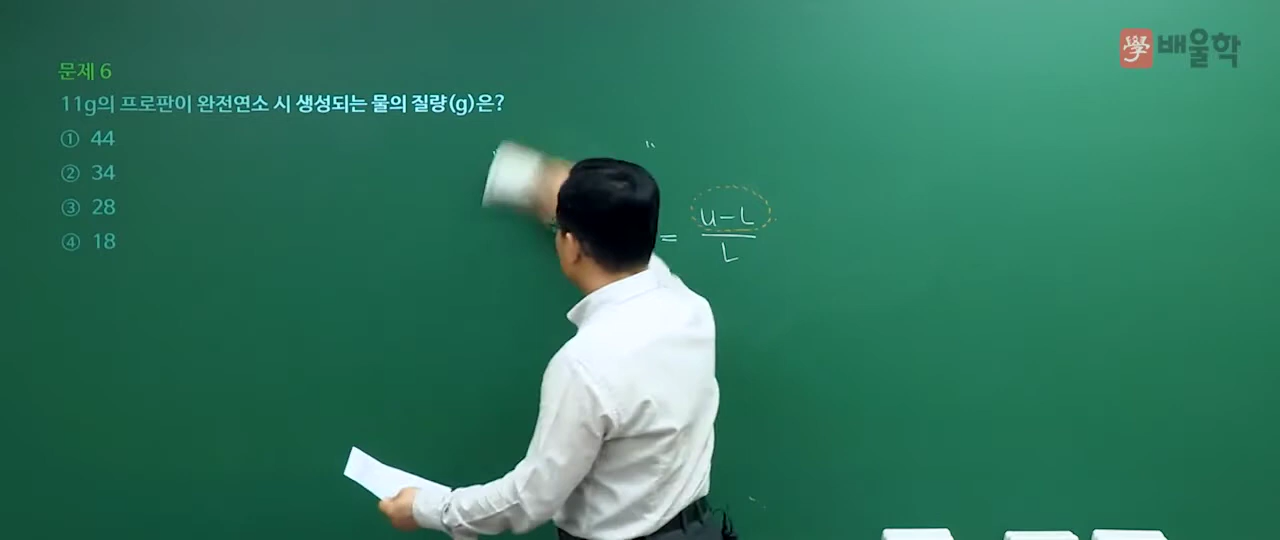 學 배울학
문제 6
11g의 프로판이 완전연소 시 생성되는 물의 질량(g)은?
① 44
② 34
③ 28
④ 18
= U-L
L